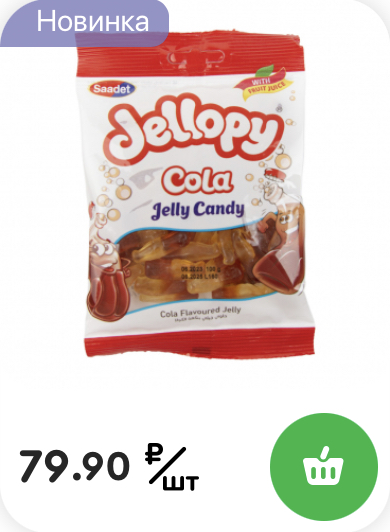 Новинка
Saadet
WITH
FRUIT JUICE
Jellopy
Cola
Jelly Candy
Cola Flavoured Jelly
79.90 ₽/шт